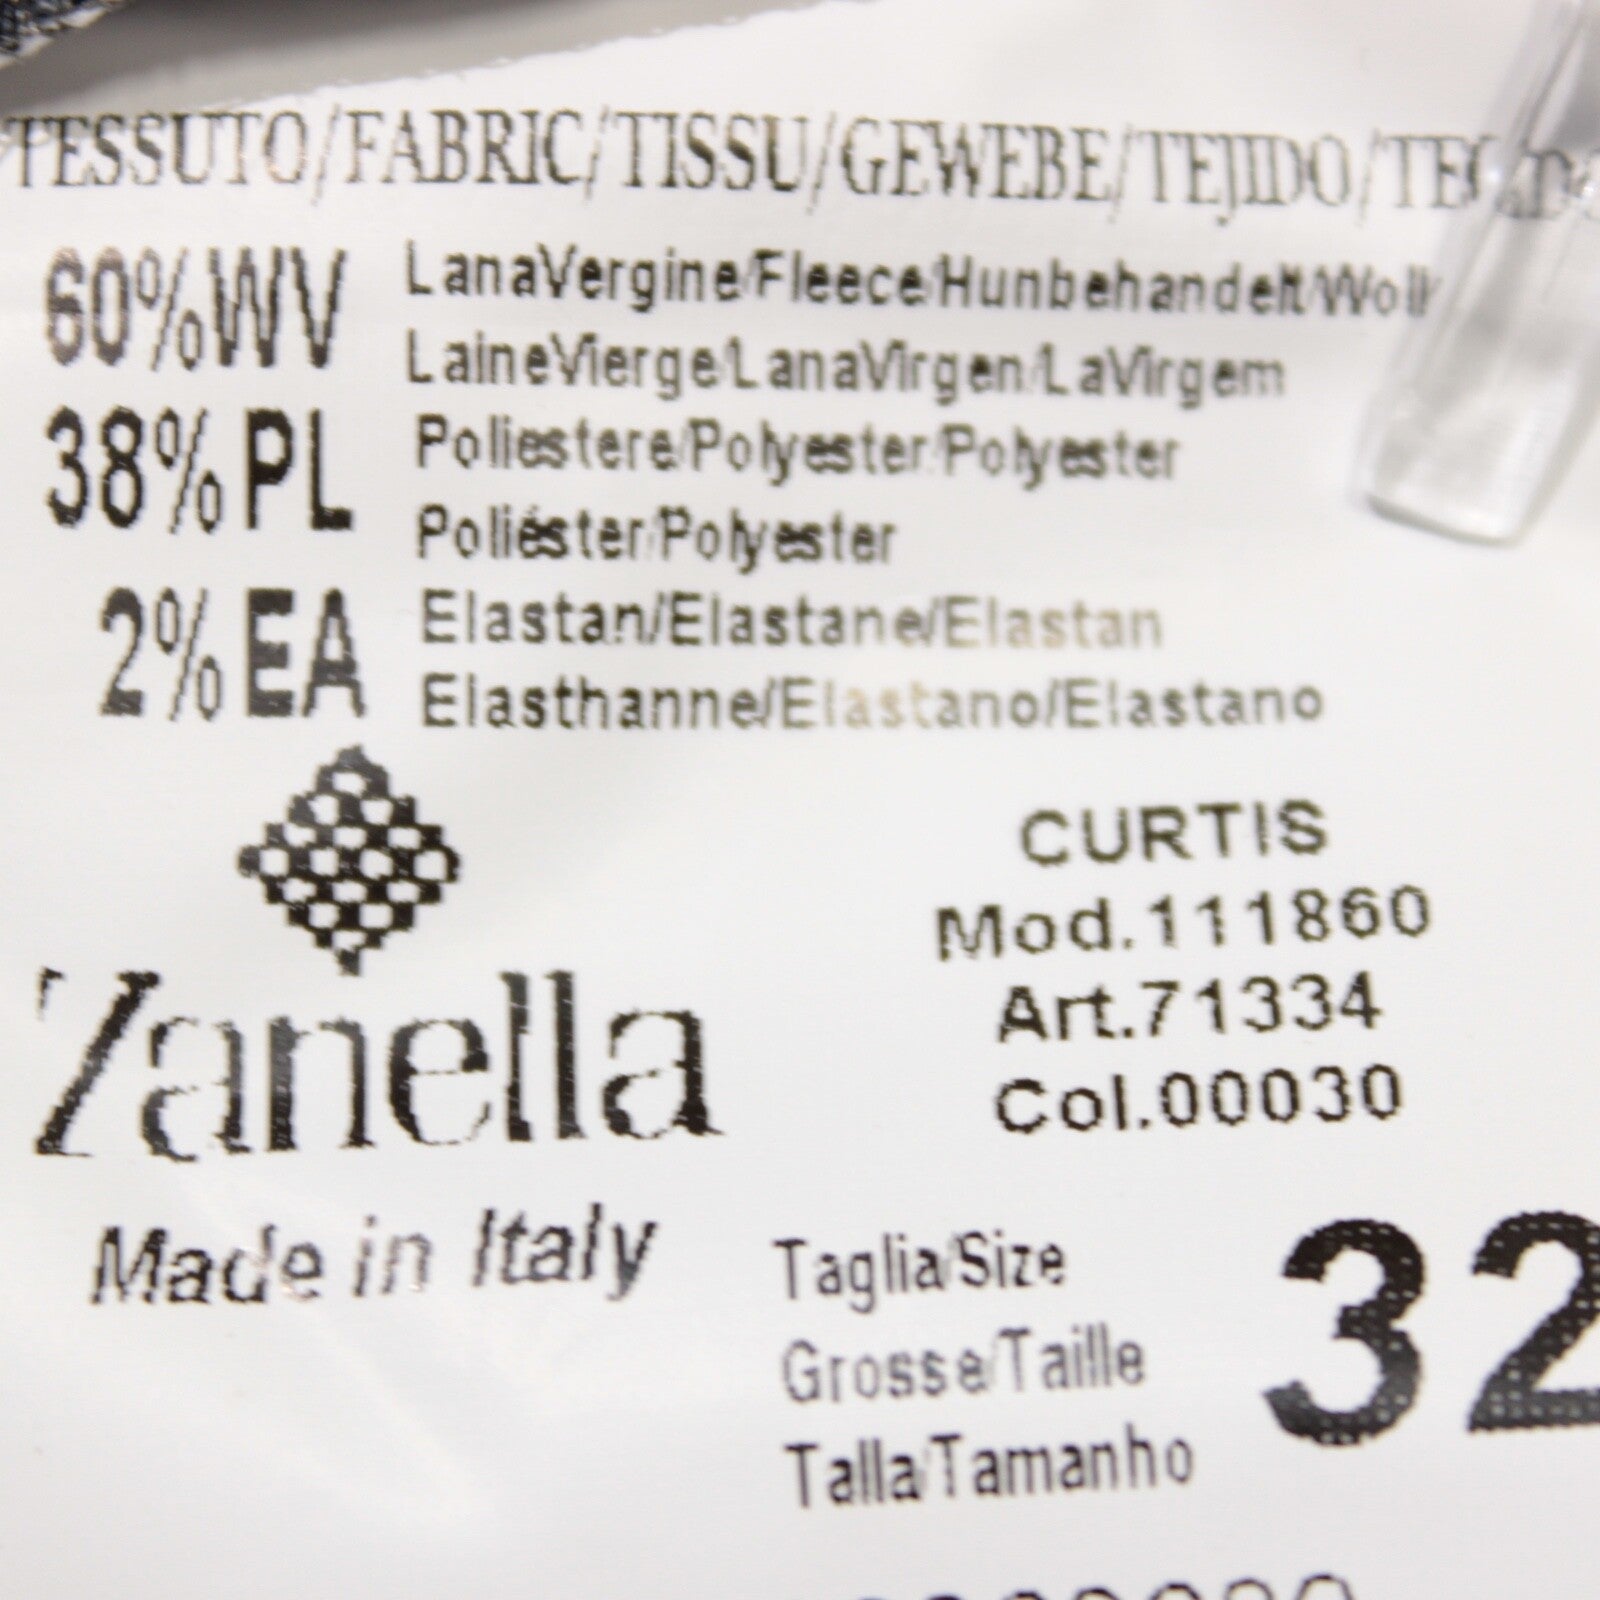 TESSUTO/FABRIC/TISSU/GEWEBE/TEJIDO/
60%WV LanaVergine/Fleece/Hunbehandelt/Woll
LaineVierge/LanaVirgen/LaVirgem
38%PL Poliestere/Polyester/Polyester
Poliéster/Polyester
2%EA Elastan/Elastane/Elastan
Elasthanne/Elastano/Elastano
CURTIS
Mod.111860
Art.71334
Col.00030
Zanella
Made in Italy
Taglia/Size
Grosse/Taille
Talla/Tamanho
32